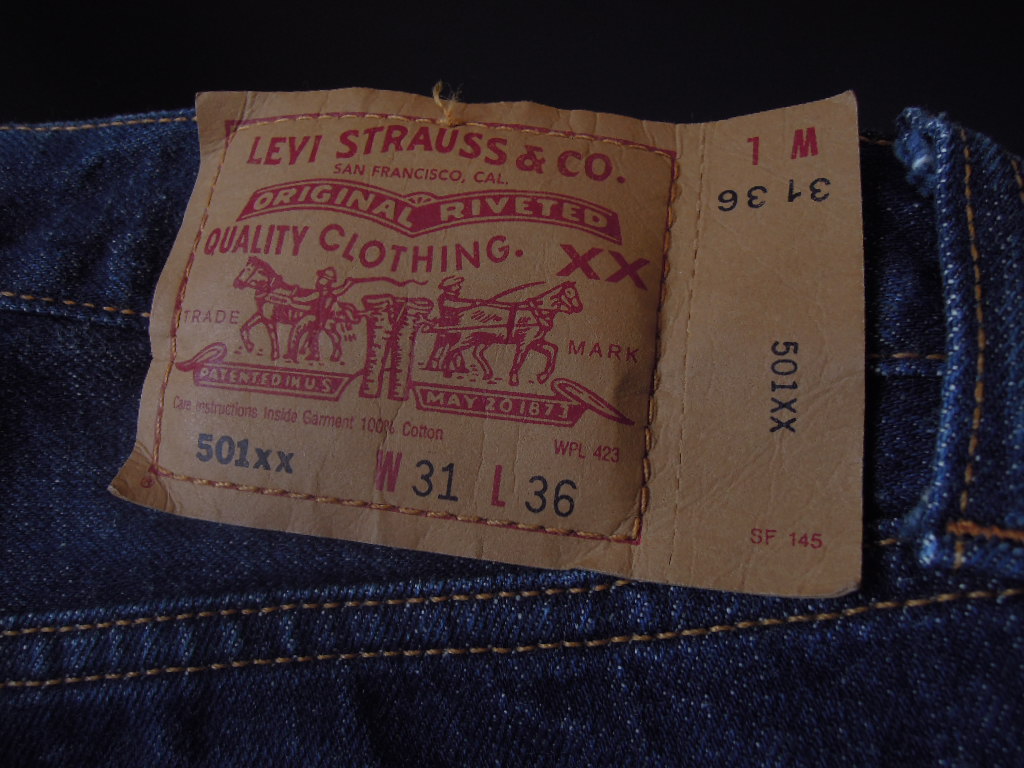 LEVI STRAUSS & CO.
SAN FRANCISCO, CAL.
ORIGINAL RIVETED
QUALITY CLOTHING.
XX
TRADE MARK
PATENTED IN U.S.
MAY 20 1873
Care Instructions Inside Garment 100% Cotton
WPL 423
501xx W 31 L 36
W L
31 36
501XX
SF 145